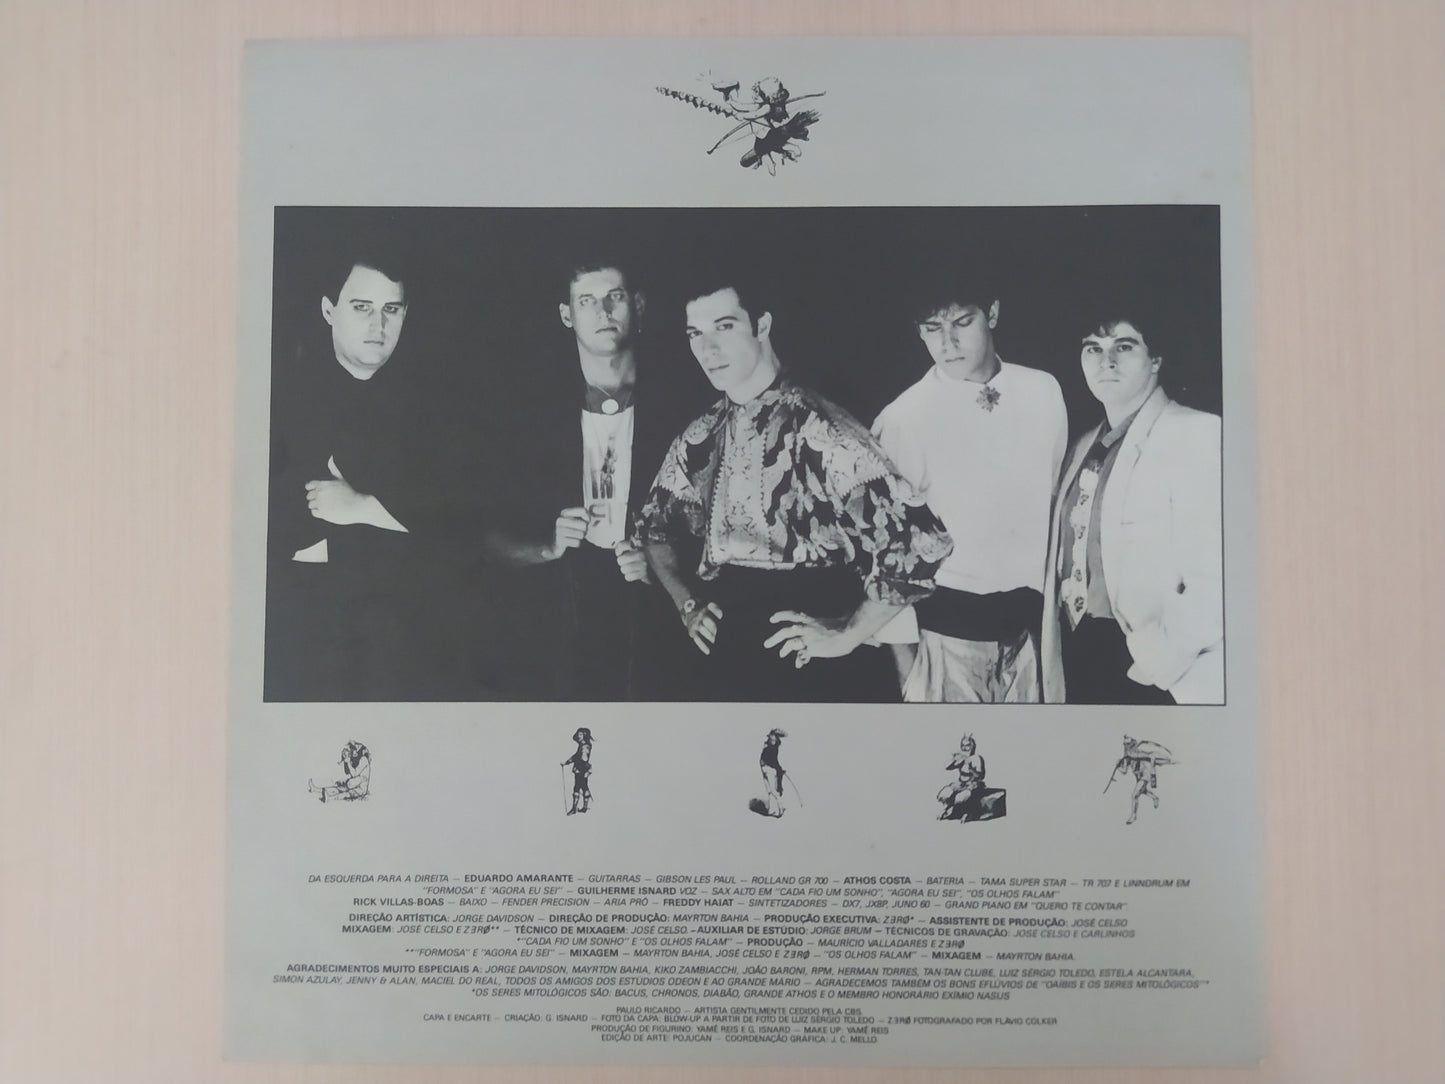 DA ESQUERDA PARA A DIREITA — EDUARDO AMARANTE — GUITARRAS — GIBSON LES PAUL — ROLLAND GR 700 — ATHOS COSTA — BATERIA — TAMA SUPER STAR — TR 707 E LINNDRUM EM
"FORMOSA" E "AGORA EU SEI" — GUILHERME ISNARD VOZ — SAX ALTO EM "CADA FIO UM SONHO", "AGORA EU SEI", "OS OLHOS FALAM"
RICK VILLAS-BOAS — BAIXO — FENDER PRECISION — ARIA PRÓ — FREDDY HAIAT — SINTETIZADORES — DX7, JX8P, JUNO 60 — GRAND PIANO EM "QUERO TE CONTAR"
DIREÇÃO ARTÍSTICA: JORGE DAVIDSON — DIREÇÃO DE PRODUÇÃO: MAYRTON BAHIA — PRODUÇÃO EXECUTIVA: ZƎRØ* — ASSISTENTE DE PRODUÇÃO: JOSÉ CELSO
MIXAGEM: JOSÉ CELSO E ZƎRØ** — TÉCNICO DE MIXAGEM: JOSÉ CELSO — AUXILIAR DE ESTÚDIO: JORGE BRUM — TÉCNICOS DE GRAVAÇÃO: JOSÉ CELSO E CARLINHOS
*"CADA FIO UM SONHO" E "OS OLHOS FALAM" — PRODUÇÃO — MAURÍCIO VALLADARES E ZƎRØ
**"FORMOSA" E "AGORA EU SEI" — MIXAGEM — MAYRTON BAHIA, JOSÉ CELSO E ZƎRØ — "OS OLHOS FALAM" — MIXAGEM — MAYRTON BAHIA.
AGRADECIMENTOS MUITO ESPECIAIS A: JORGE DAVIDSON, MAYRTON BAHIA, KIKO ZAMBIACCHI, JOÃO BARONI, RPM, HERMAN TORRES, TAN-TAN CLUBE, LUIZ SÉRGIO TOLEDO, ESTELA ALCANTARA,
SIMON AZULAY, JENNY & ALAN, MACIEL DO REAL, TODOS OS AMIGOS DOS ESTÚDIOS ODEON E AO GRANDE MÁRIO — AGRADECEMOS TAMBÉM OS BONS EFLÚVIOS DE "OAÍBIS E OS SERES MITOLÓGICOS"*
*OS SERES MITOLÓGICOS SÃO: BACUS, CHRONOS, DIABÃO, GRANDE ATHOS E O MEMBRO HONORÁRIO EXÍMIO NASUS
PAULO RICARDO — ARTISTA GENTILMENTE CEDIDO PELA CBS.
CAPA E ENCARTE — CRIAÇÃO: G. ISNARD — FOTO DA CAPA: BLOW-UP A PARTIR DE FOTO DE LUIZ SÉRGIO TOLEDO — ZƎRØ FOTOGRAFADO POR FLÁVIO COLKER
PRODUÇÃO DE FIGURINO: YAMÊ REIS E G. ISNARD — MAKE UP: YAMÊ REIS
EDIÇÃO DE ARTE: POJUCAN — COORDENAÇÃO GRÁFICA: J. C. MELLO